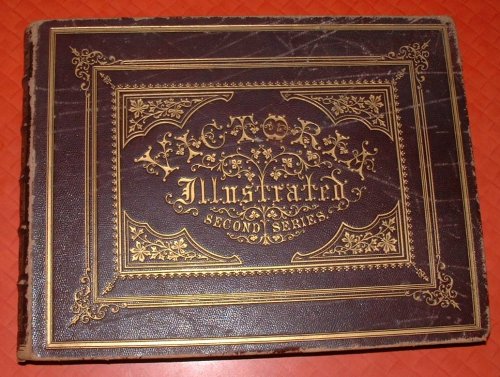 VICTORIA
Illustrated
SECOND SERIES.